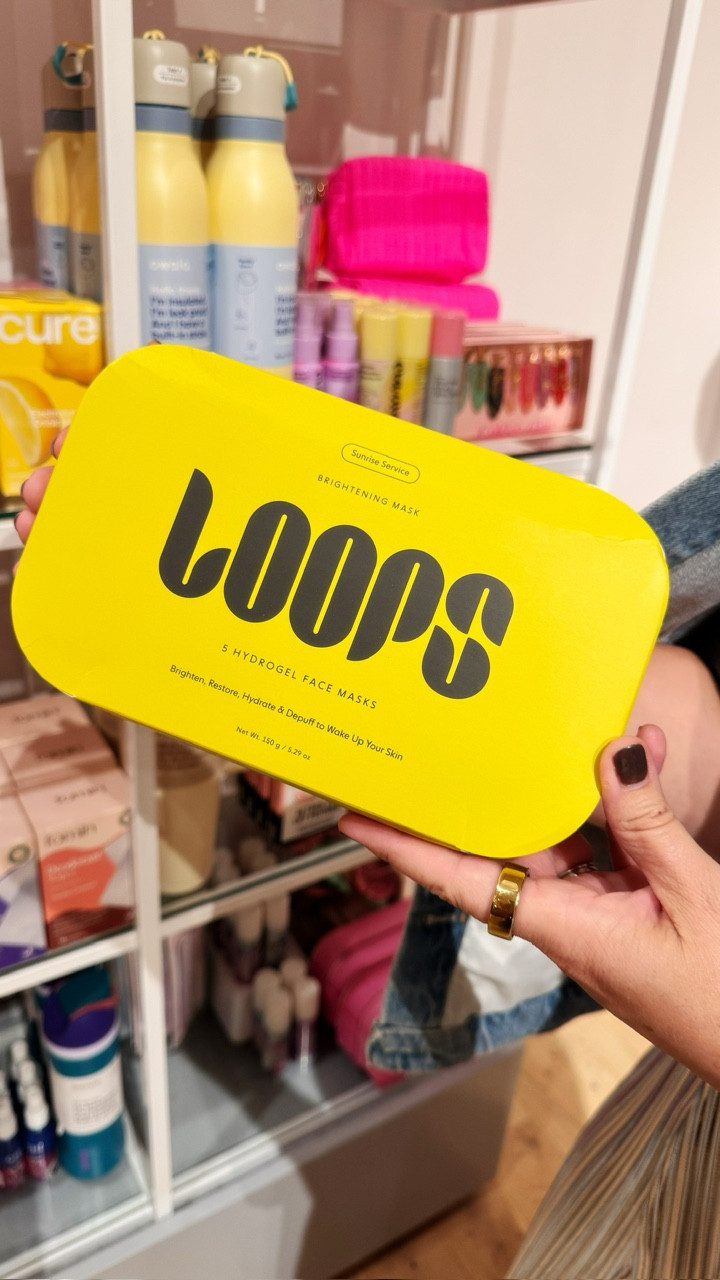 Sunrise Service
BRIGHTENING MASK
LOOPS
5 HYDROGEL FACE MASKS
Brighten, Restore, Hydrate & Depuff to Wake Up Your Skin
Net Wt. 150 g / 5.29 oz
cure
owala